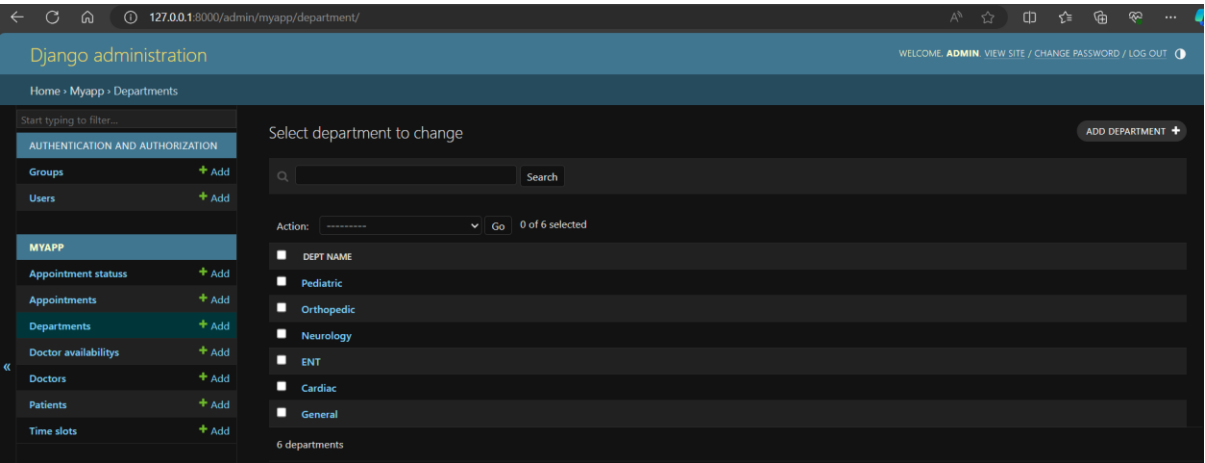 127.0.0.1:8000/admin/myapp/department/
Django administration
WELCOME, ADMIN. VIEW SITE / CHANGE PASSWORD / LOG OUT
Home › Myapp › Departments
Start typing to filter...
AUTHENTICATION AND AUTHORIZATION
Groups + Add
Users + Add
MYAPP
Appointment statuss + Add
Appointments + Add
Departments + Add
Doctor availabilitys + Add
Doctors + Add
Patients + Add
Time slots + Add
«
Select department to change
ADD DEPARTMENT +
Search
Action: --------- Go 0 of 6 selected
DEPT NAME
Pediatric
Orthopedic
Neurology
ENT
Cardiac
General
6 departments